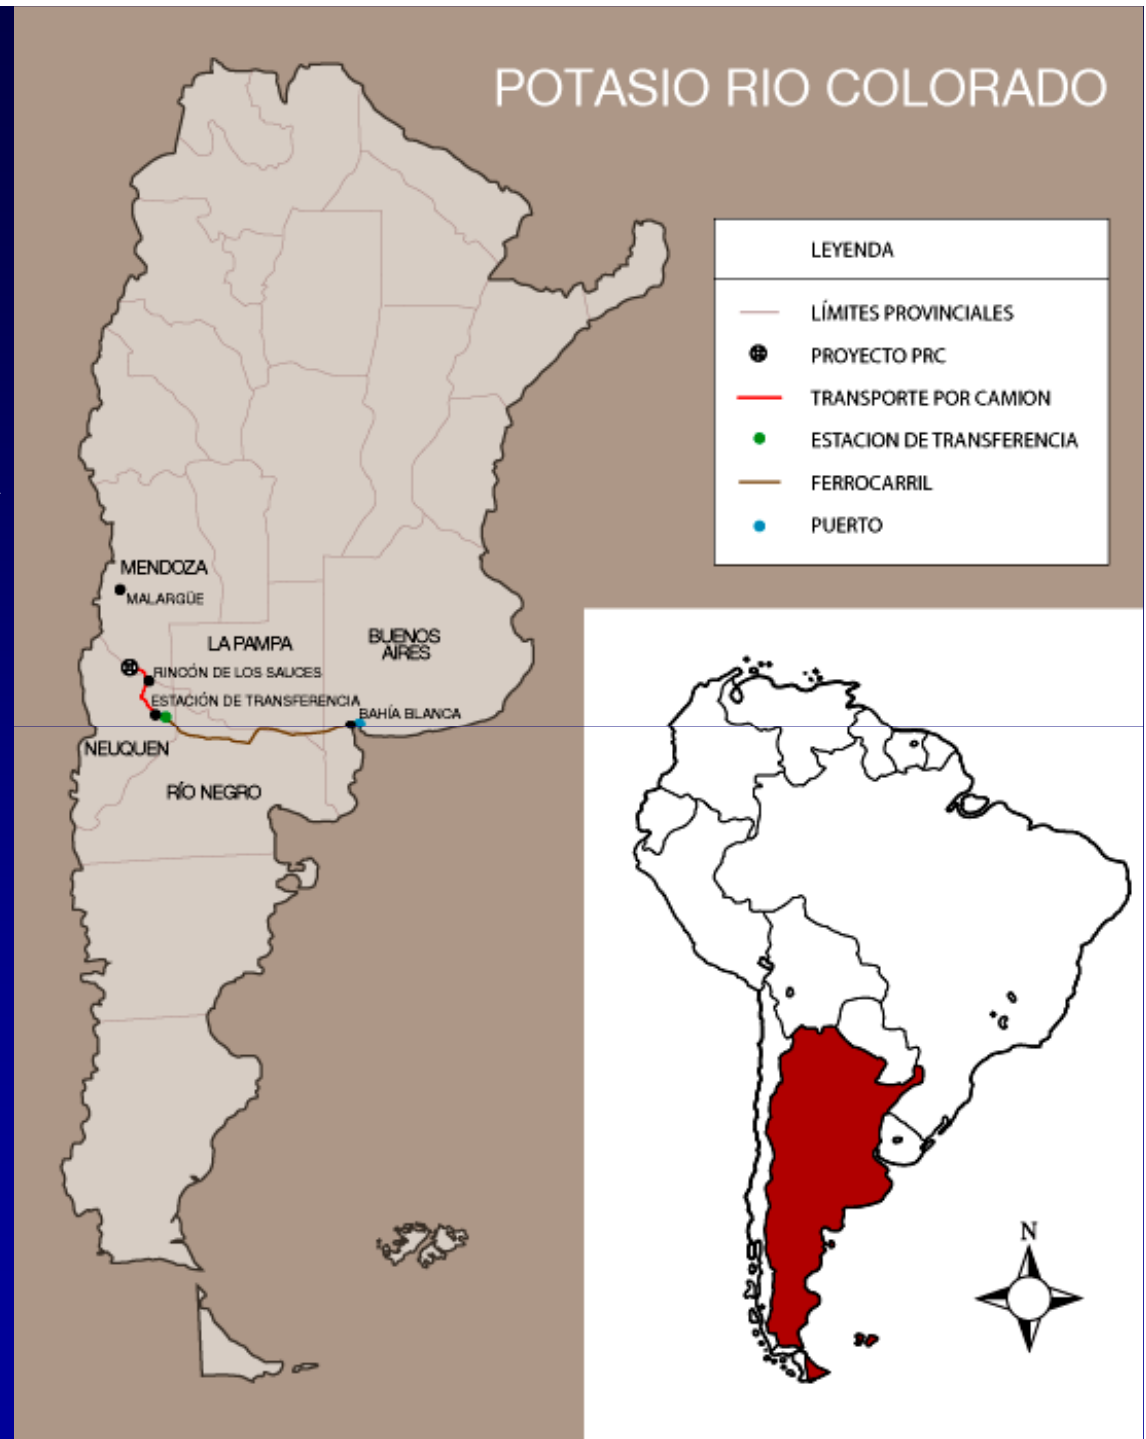 POTASIO RIO COLORADO
LEYENDA
LÍMITES PROVINCIALES
PROYECTO PRC
TRANSPORTE POR CAMION
ESTACION DE TRANSFERENCIA
FERROCARRIL
PUERTO
MENDOZA
MALARGÜE
LA PAMPA
BUENOS
AIRES
RINCÓN DE LOS SAUCES
ESTACIÓN DE TRANSFERENCIA
BAHÍA BLANCA
NEUQUEN
RÍO NEGRO
N